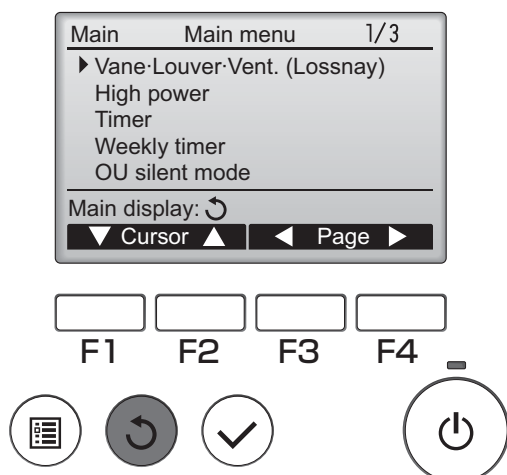 Main Main menu 1/3
Vane·Louver·Vent. (Lossnay)
High power
Timer
Weekly timer
OU silent mode
Main display:
Cursor Page
F1 F2 F3 F4